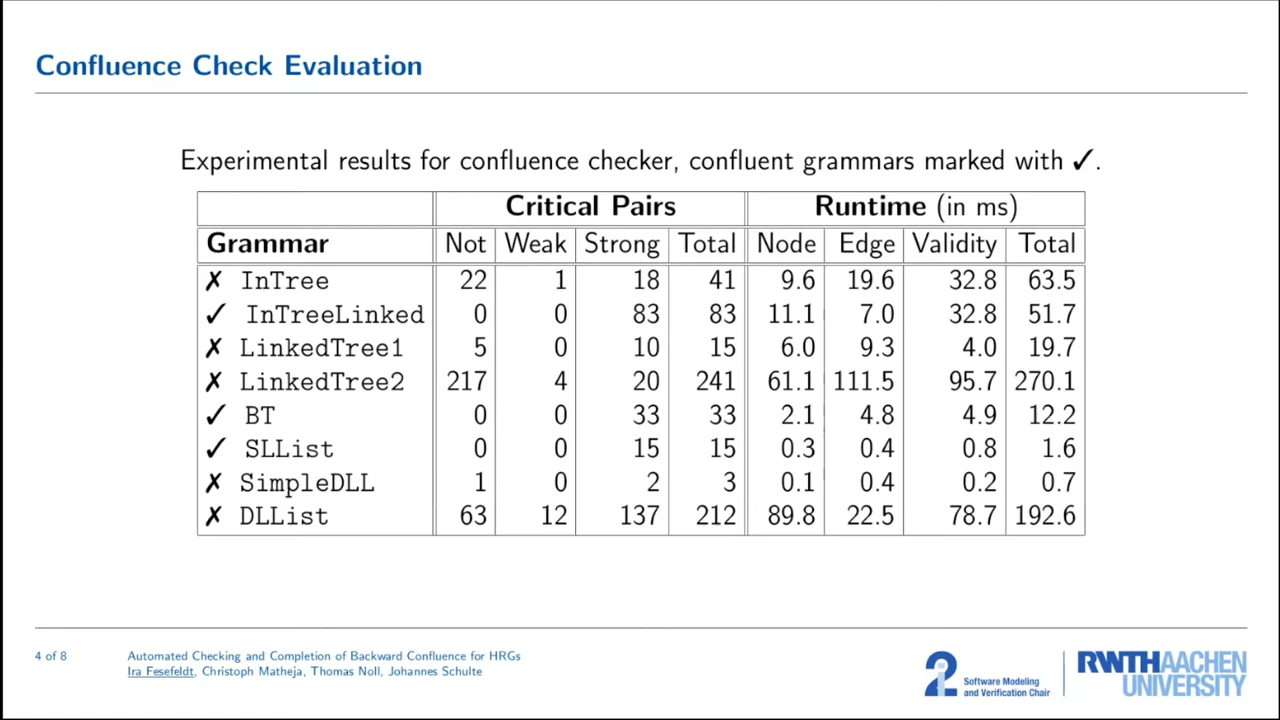 Confluence Check Evaluation
Experimental results for confluence checker, confluent grammars marked with ✓.
Critical Pairs Runtime (in ms)
Grammar Not Weak Strong Total Node Edge Validity Total
✗ InTree 22 1 18 41 9.6 19.6 32.8 63.5
✓ InTreeLinked 0 0 83 83 11.1 7.0 32.8 51.7
✗ LinkedTree1 5 0 10 15 6.0 9.3 4.0 19.7
✗ LinkedTree2 217 4 20 241 61.1 111.5 95.7 270.1
✓ BT 0 0 33 33 2.1 4.8 4.9 12.2
✓ SLList 0 0 15 15 0.3 0.4 0.8 1.6
✗ SimpleDLL 1 0 2 3 0.1 0.4 0.2 0.7
✗ DLList 63 12 137 212 89.8 22.5 78.7 192.6
4 of 8
Automated Checking and Completion of Backward Confluence for HRGs
Ira Fesefeldt, Christoph Matheja, Thomas Noll, Johannes Schulte
2 Software Modeling
and Verification Chair
RWTHAACHEN
UNIVERSITY